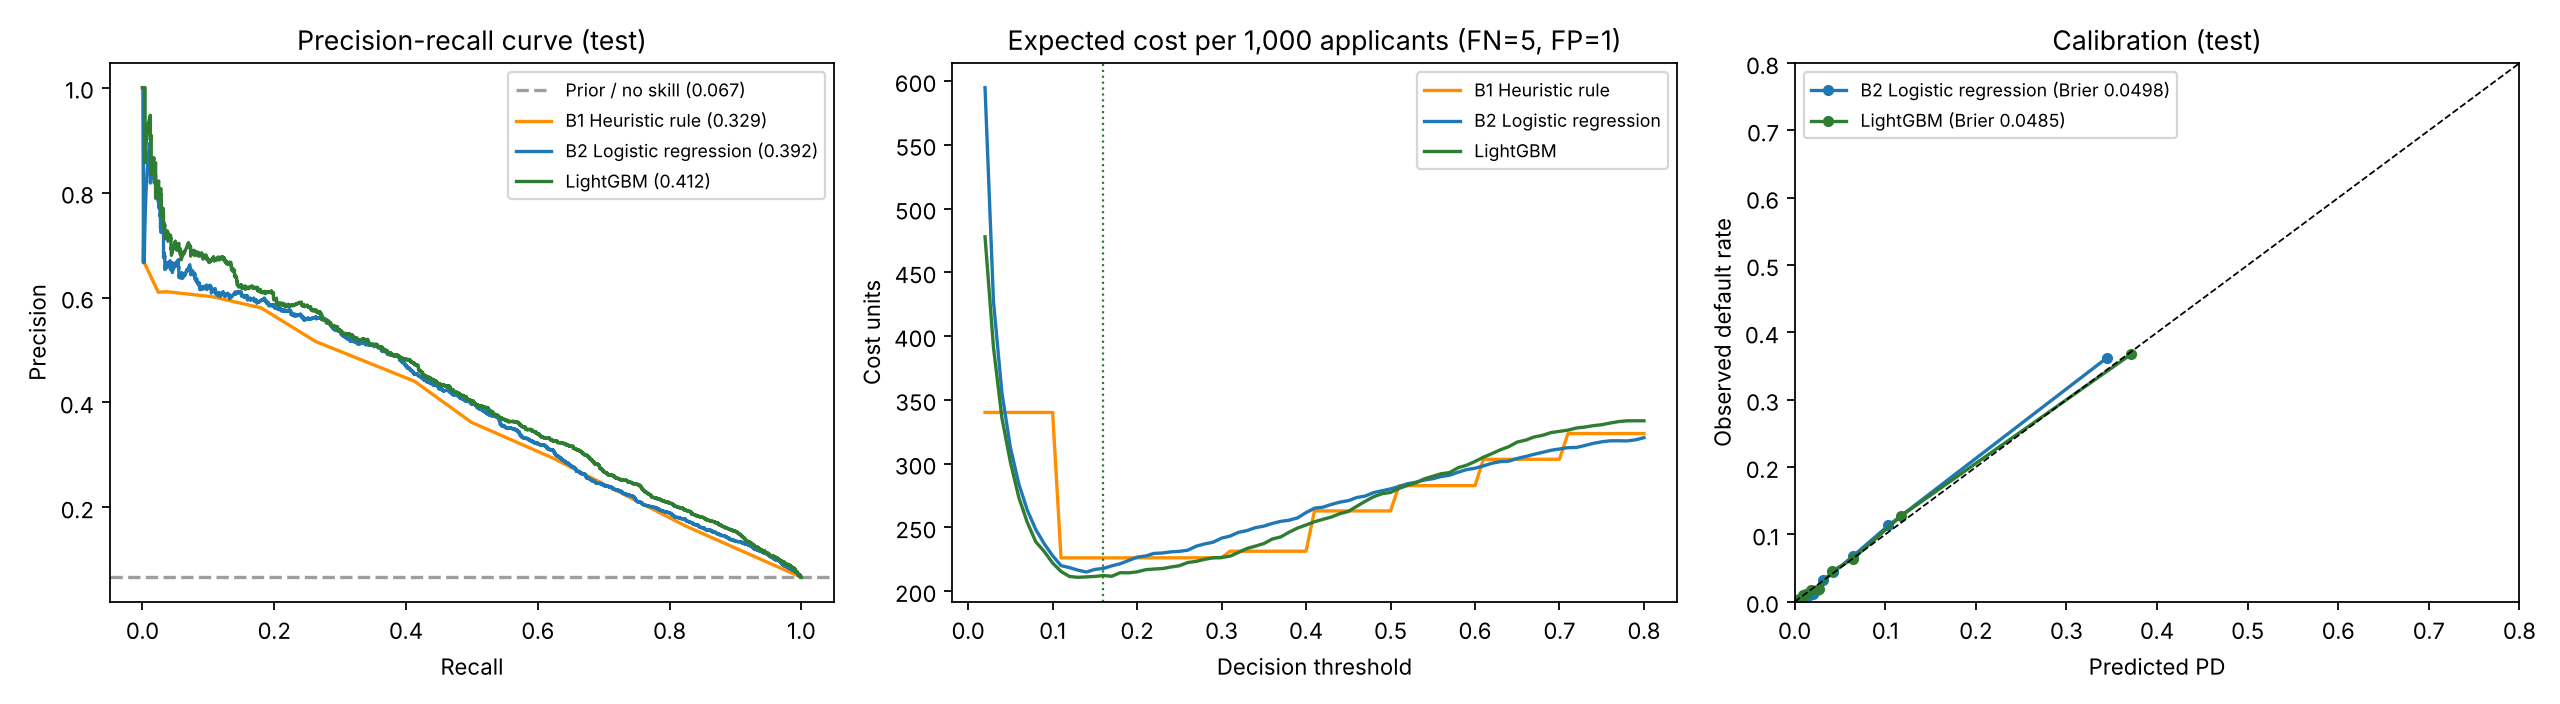 Precision-recall curve (test)
Precision
1.0
0.8
0.6
0.4
0.2
Prior / no skill (0.067)
B1 Heuristic rule (0.329)
B2 Logistic regression (0.392)
LightGBM (0.412)
0.0 0.2 0.4 0.6 0.8 1.0
Recall
Expected cost per 1,000 applicants (FN=5, FP=1)
Cost units
600
550
500
450
400
350
300
250
200
B1 Heuristic rule
B2 Logistic regression
LightGBM
0.0 0.1 0.2 0.3 0.4 0.5 0.6 0.7 0.8
Decision threshold
Calibration (test)
Observed default rate
0.8
0.7
0.6
0.5
0.4
0.3
0.2
0.1
0.0
B2 Logistic regression (Brier 0.0498)
LightGBM (Brier 0.0485)
0.0 0.1 0.2 0.3 0.4 0.5 0.6 0.7 0.8
Predicted PD